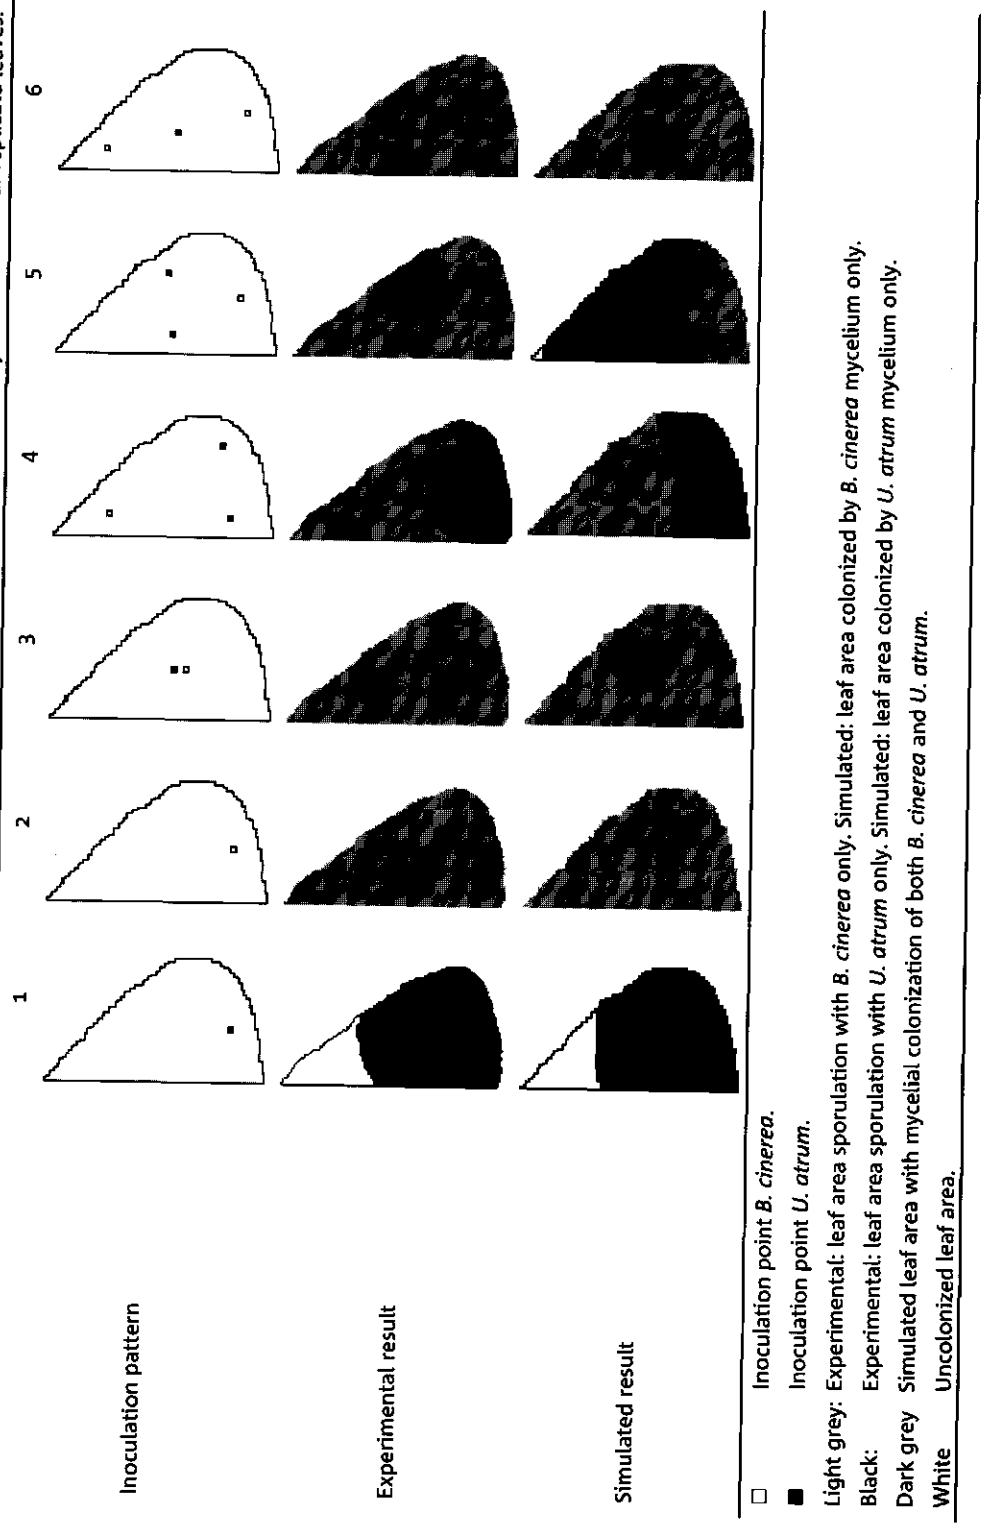 1 2 3 4 5 6
Inoculation pattern
Experimental result
Simulated result
□ Inoculation point B. cinerea.
■ Inoculation point U. atrum.
Light grey: Experimental: leaf area sporulation with B. cinerea only. Simulated: leaf area colonized by B. cinerea mycelium only.
Black: Experimental: leaf area sporulation with U. atrum only. Simulated: leaf area colonized by U. atrum mycelium only.
Dark grey Simulated leaf area with mycelial colonization of both B. cinerea and U. atrum.
White Uncolonized leaf area.